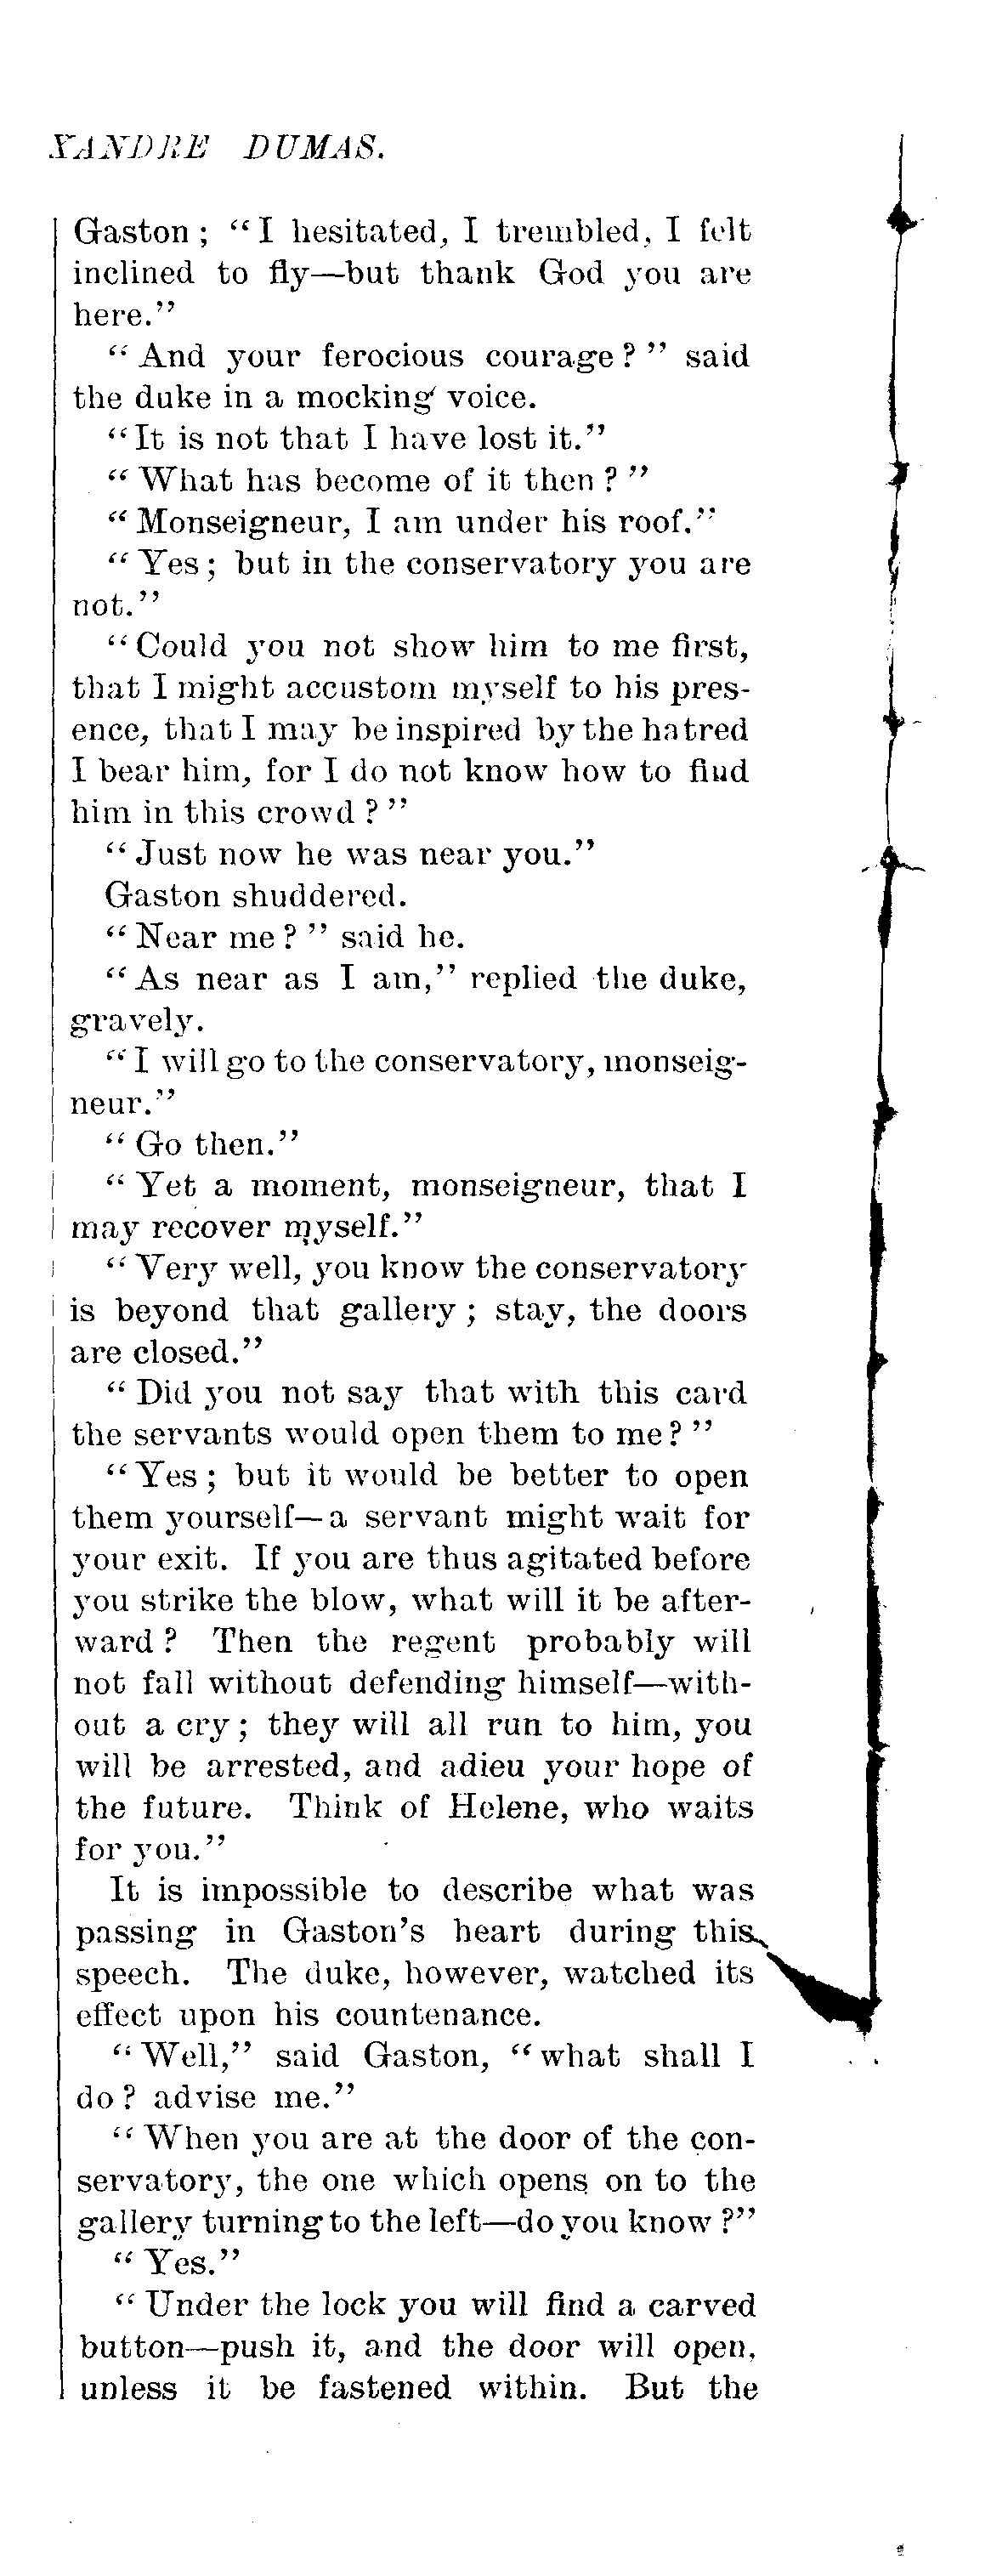 XANDRE DUMAS.
Gaston; "I hesitated, I trembled, I felt
inclined to fly—but thank God you are
here."
"And your ferocious courage?" said
the duke in a mocking voice.
"It is not that I have lost it."
"What has become of it then?"
"Monseigneur, I am under his roof."
"Yes; but in the conservatory you are
not."
"Could you not show him to me first,
that I might accustom myself to his pres-
ence, that I may be inspired by the hatred
I bear him, for I do not know how to find
him in this crowd?"
"Just now he was near you."
Gaston shuddered.
"Near me?" said he.
"As near as I am," replied the duke,
gravely.
"I will go to the conservatory, monseig-
neur."
"Go then."
"Yet a moment, monseigneur, that I
may recover myself."
"Very well, you know the conservatory
is beyond that gallery; stay, the doors
are closed."
"Did you not say that with this card
the servants would open them to me?"
"Yes; but it would be better to open
them yourself—a servant might wait for
your exit. If you are thus agitated before
you strike the blow, what will it be after-
ward? Then the regent probably will
not fall without defending himself—with-
out a cry; they will all run to him, you
will be arrested, and adieu your hope of
the future. Think of Helene, who waits
for you."
It is impossible to describe what was
passing in Gaston's heart during this
speech. The duke, however, watched its
effect upon his countenance.
"Well," said Gaston, "what shall I
do? advise me."
"When you are at the door of the con-
servatory, the one which opens on to the
gallery turning to the left—do you know?"
"Yes."
"Under the lock you will find a carved
button—push it, and the door will open,
unless it be fastened within. But the